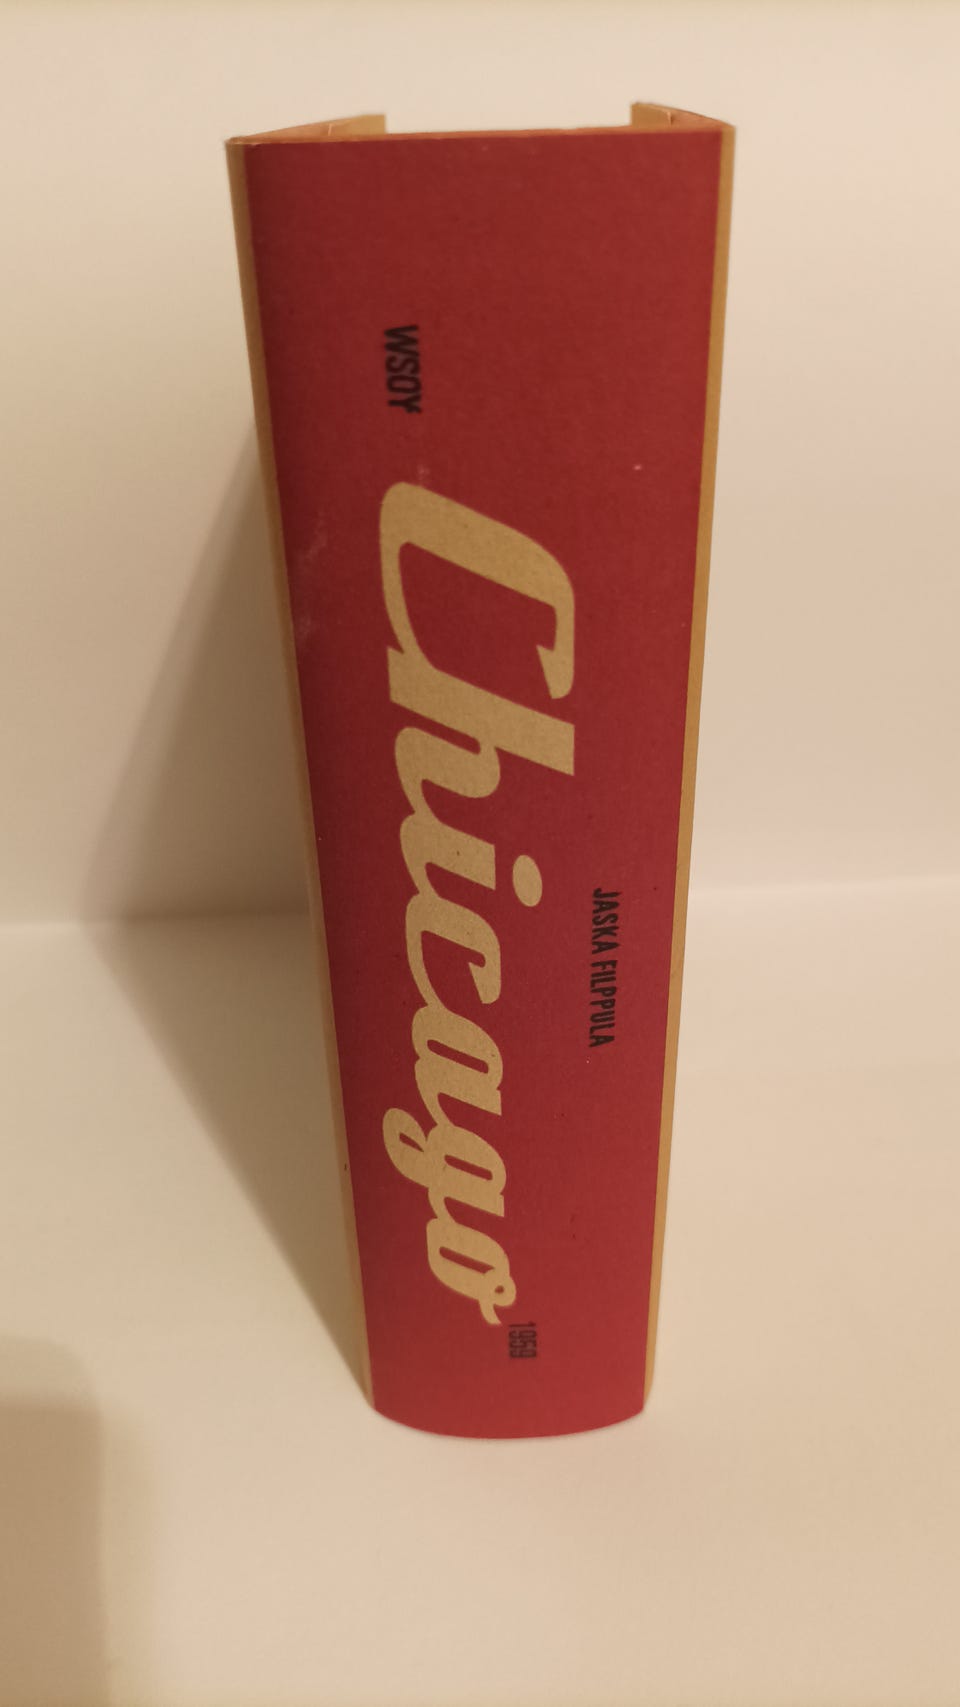 JASKA FILPPULA
Chicago
1959
WSOY